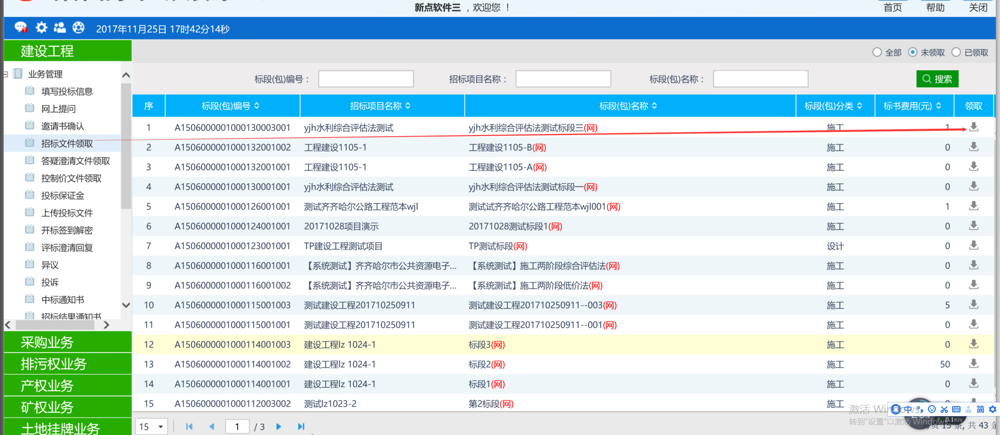 新点软件三 ，欢迎您 ！
首页 帮助 关闭
2017年11月25日 17时42分14秒
建设工程
全部 未领取 已领取
业务管理
填写投标信息
网上提问
邀请书确认
招标文件领取
答疑澄清文件领取
控制价文件领取
投标保证金
上传投标文件
开标签到解密
评标澄清回复
异议
投诉
中标通知书
招标结果通知书
采购业务
排污权业务
产权业务
矿权业务
土地挂牌业务
标段(包)编号： 招标项目名称： 标段(包)名称： 搜索
序 标段(包)编号 招标项目名称 标段(包)名称 标段(包)分类 标书费用(元) 领取
1 A1506000001000130003001 yjh水利综合评估法测试 yjh水利综合评估法测试标段三(网) 施工 1
2 A1506000001000132001002 工程建设1105-1 工程建设1105-B(网) 施工 0
3 A1506000001000132001001 工程建设1105-1 工程建设1105-A(网) 施工 0
4 A1506000001000130001001 yjh水利综合评估法测试 yjh水利综合评估法测试标段一(网) 施工 0
5 A1506000001000126001001 测试齐齐哈尔公路工程范本wjl 测试试齐齐哈尔公路工程范本wjl001(网) 施工 1
6 A1506000001000124001001 20171028项目演示 20171028测试标段1(网) 施工 0
7 A1506000001000123001001 TP建设工程测试项目 TP测试标段(网) 设计 0
8 A1506000001000116001001 【系统测试】齐齐哈尔市公共资源电子... 【系统测试】施工两阶段综合评估法(网) 施工 0
9 A1506000001000116001002 【系统测试】齐齐哈尔市公共资源电子... 【系统测试】施工两阶段低价法(网) 施工 0
10 A1506000001000115001003 测试建设工程201710250911 测试建设工程201710250911--003(网) 施工 5
11 A1506000001000115001001 测试建设工程201710250911 测试建设工程201710250911--001(网) 施工 0
12 A1506000001000114001003 建设工程lz 1024-1 标段3(网) 施工 0
13 A1506000001000114001002 建设工程lz 1024-1 标段2(网) 施工 50
14 A1506000001000114001001 建设工程lz 1024-1 标段1(网) 施工 0
15 A1506000001000112003002 测试lz1023-2 第2标段(网) 施工 0
15 1 / 3
激活 Windows
转到"设置"以激活 Windows
中 简
0.1K/s
每页 15 条, 共 43 条